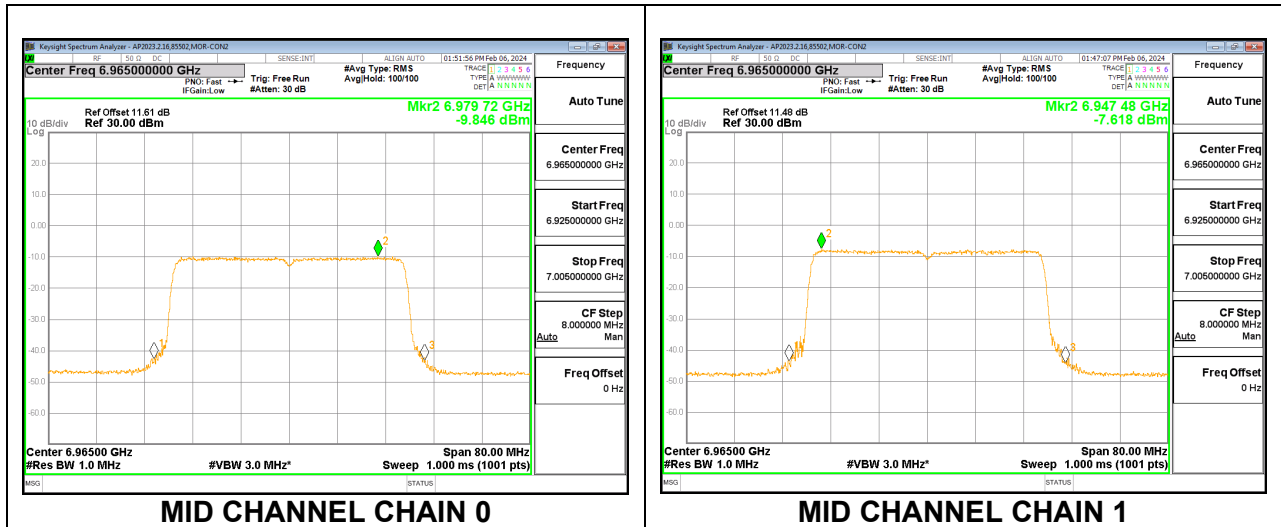 Keysight Spectrum Analyzer - AP2023.2.16,85502,MOR-CON2
RF 50 Ω DC SENSE:INT ALIGN AUTO 01:51:56 PM Feb 06, 2024
Center Freq 6.965000000 GHz
PNO: Fast
IFGain:Low
Trig: Free Run
#Atten: 30 dB
#Avg Type: RMS
Avg|Hold: 100/100
TRACE 1 2 3 4 5 6
TYPE A WWWWW
DET A N N N N N
Ref Offset 11.61 dB
Ref 30.00 dBm
10 dB/div
Log
Mkr2 6.979 72 GHz
-9.846 dBm
20.0
10.0
0.00
-10.0
-20.0
-30.0
-40.0
-50.0
-60.0
1
2
3
Center 6.96500 GHz Span 80.00 MHz
#Res BW 1.0 MHz #VBW 3.0 MHz* Sweep 1.000 ms (1001 pts)
MSG STATUS
Frequency
Auto Tune
Center Freq
6.965000000 GHz
Start Freq
6.925000000 GHz
Stop Freq
7.005000000 GHz
CF Step
8.000000 MHz
Auto Man
Freq Offset
0 Hz
MID CHANNEL CHAIN 0
Keysight Spectrum Analyzer - AP2023.2.16,85502,MOR-CON2
RF 50 Ω DC SENSE:INT ALIGN AUTO 01:47:07 PM Feb 06, 2024
Center Freq 6.965000000 GHz
PNO: Fast
IFGain:Low
Trig: Free Run
#Atten: 30 dB
#Avg Type: RMS
Avg|Hold: 100/100
TRACE 1 2 3 4 5 6
TYPE A WWWWW
DET A N N N N N
Ref Offset 11.48 dB
Ref 30.00 dBm
10 dB/div
Log
Mkr2 6.947 48 GHz
-7.618 dBm
20.0
10.0
0.00
-10.0
-20.0
-30.0
-40.0
-50.0
-60.0
2
3
Center 6.96500 GHz Span 80.00 MHz
#Res BW 1.0 MHz #VBW 3.0 MHz* Sweep 1.000 ms (1001 pts)
MSG STATUS
Frequency
Auto Tune
Center Freq
6.965000000 GHz
Start Freq
6.925000000 GHz
Stop Freq
7.005000000 GHz
CF Step
8.000000 MHz
Auto Man
Freq Offset
0 Hz
MID CHANNEL CHAIN 1